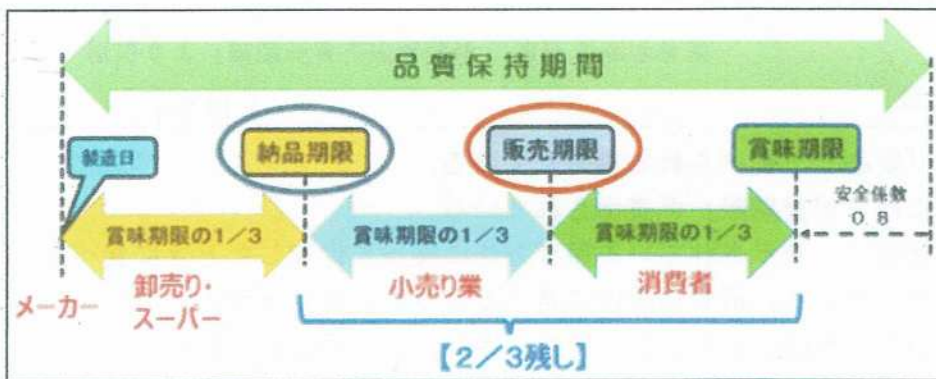 品質保持期間
製造日
納品期限
販売期限
賞味期限
安全係数
0.8
賞味期限の1/3
賞味期限の1/3
賞味期限の1/3
メーカー
卸売り・
スーパー
小売り業
消費者
【2/3残し】